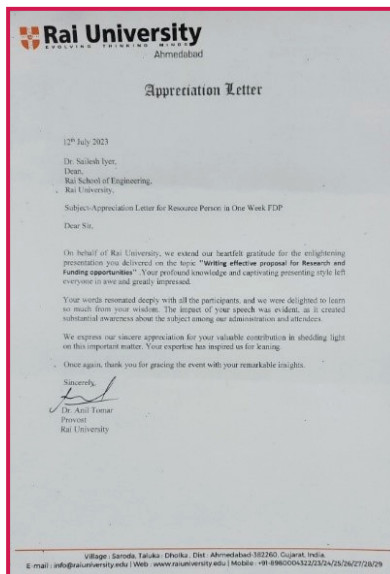 Rai University
EVOLVING THINKING MINDS
Ahmedabad
Appreciation Letter
12th July 2023
Dr. Sailesh Iyer,
Dean,
Rai School of Engineering,
Rai University,
Subject-Appreciation Letter for Resource Person in One Week FDP
Dear Sir,
On behalf of Rai University, we extend our heartfelt gratitude for the enlightening
presentation you delivered on the topic "Writing effective proposal for Research and
Funding opportunities" .Your profound knowledge and captivating presenting style left
everyone in awe and greatly impressed.
Your words resonated deeply with all the participants, and we were delighted to learn
so much from your wisdom. The impact of your speech was evident, as it created
substantial awareness about the subject among our administration and attendees.
We express our sincere appreciation for your valuable contribution in shedding light
on this important matter. Your expertise has inspired us for leaning.
Once again, thank you for gracing the event with your remarkable insights.
Sincerely,
Dr. Anil Tomar
Provost
Rai University
Village : Saroda, Taluka : Dholka, Dist : Ahmedabad-382260, Gujarat, India.
E-mail : info@raiuniversity.edu | Web : www.raiuniversity.edu | Mobile : +91-8980004322/23/24/25/26/27/28/29